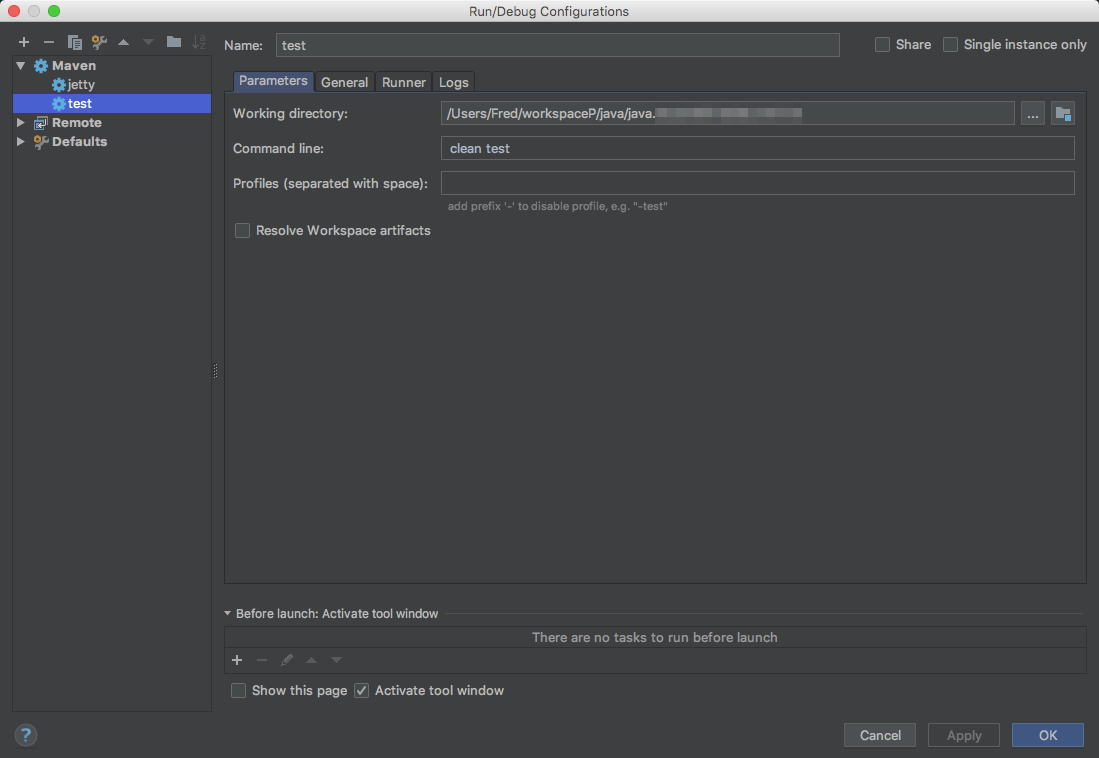 Run/Debug Configurations
Name: test
Share
Single instance only
Maven
jetty
test
Remote
Defaults
Parameters General Runner Logs
Working directory: /Users/Fred/workspaceP/java/java. ...
Command line: clean test
Profiles (separated with space):
add prefix '-' to disable profile, e.g. "-test"
Resolve Workspace artifacts
Before launch: Activate tool window
There are no tasks to run before launch
Show this page Activate tool window
? Cancel Apply OK